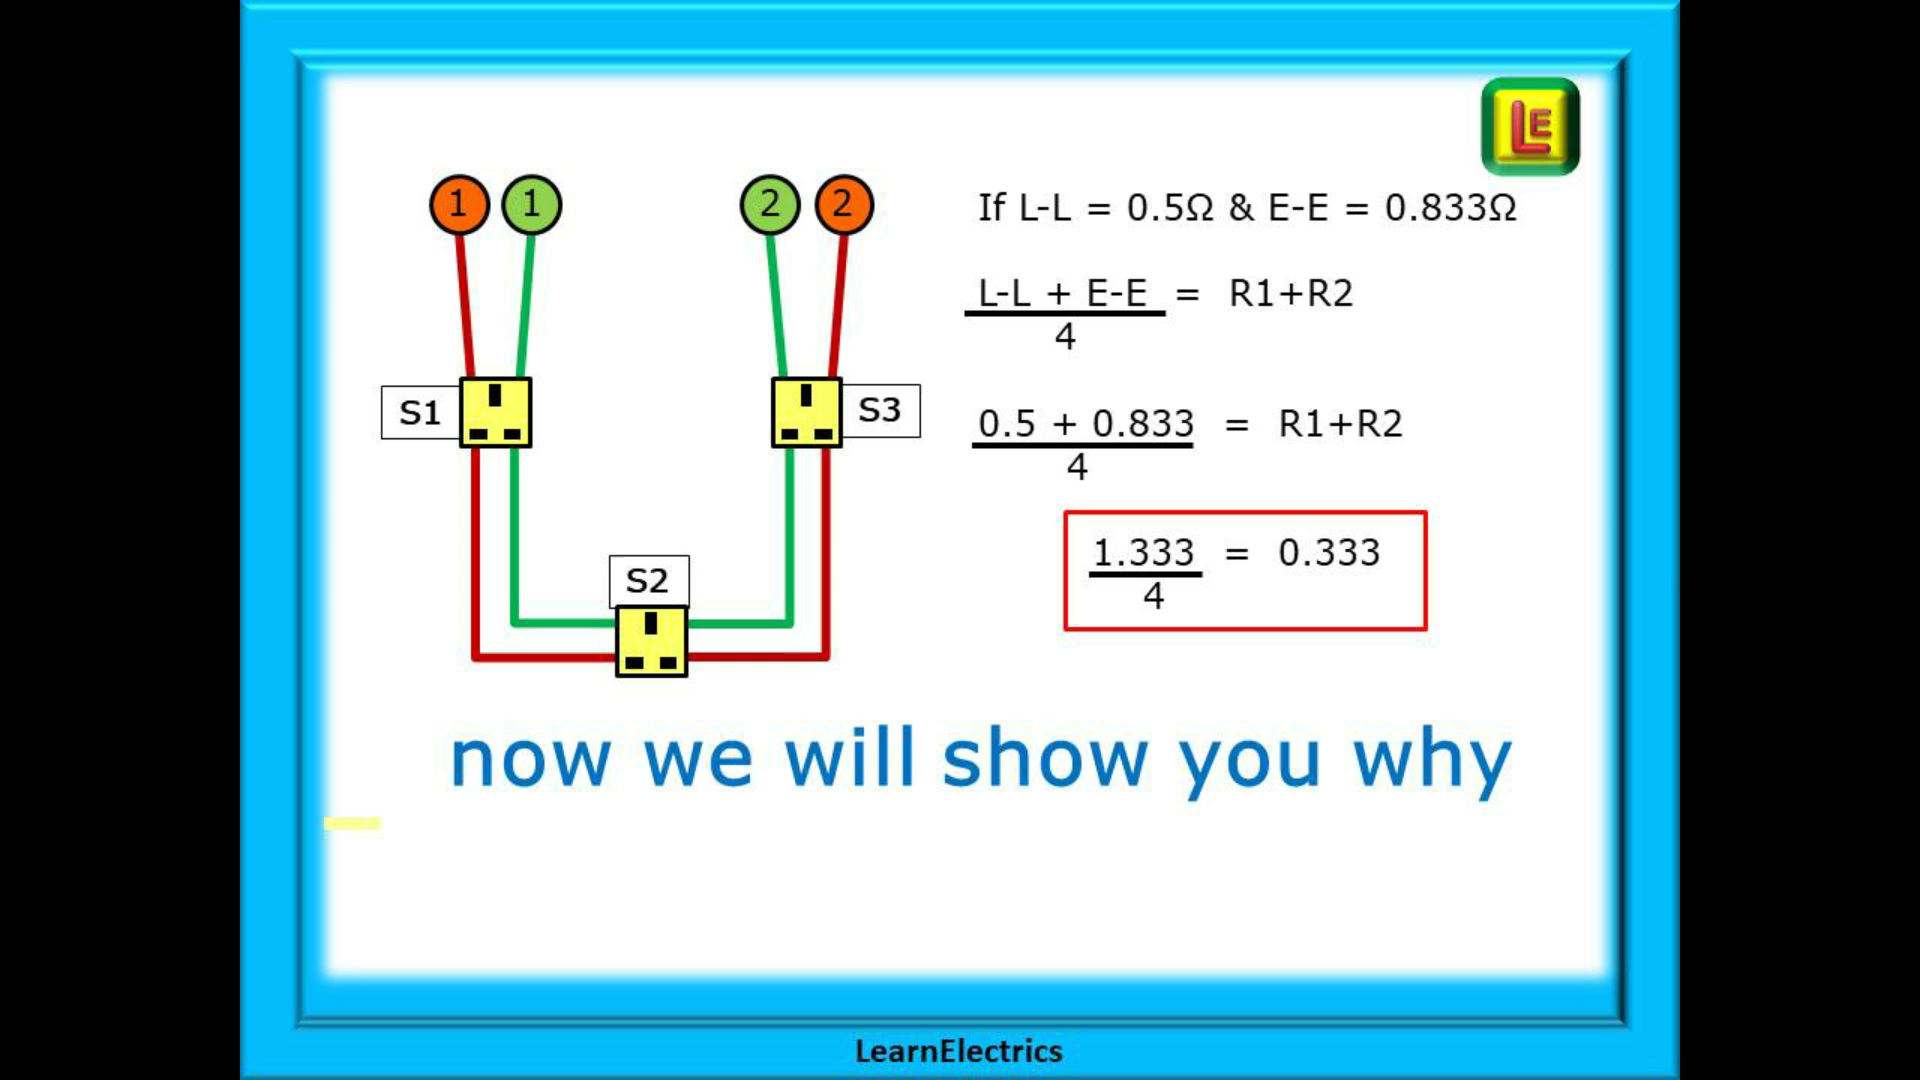 LE
1 1 2 2
If L-L = 0.5Ω & E-E = 0.833Ω
L-L + E-E = R1+R2
4
S1
S3
0.5 + 0.833 = R1+R2
4
1.333 = 0.333
4
S2
now we will show you why
LearnElectrics